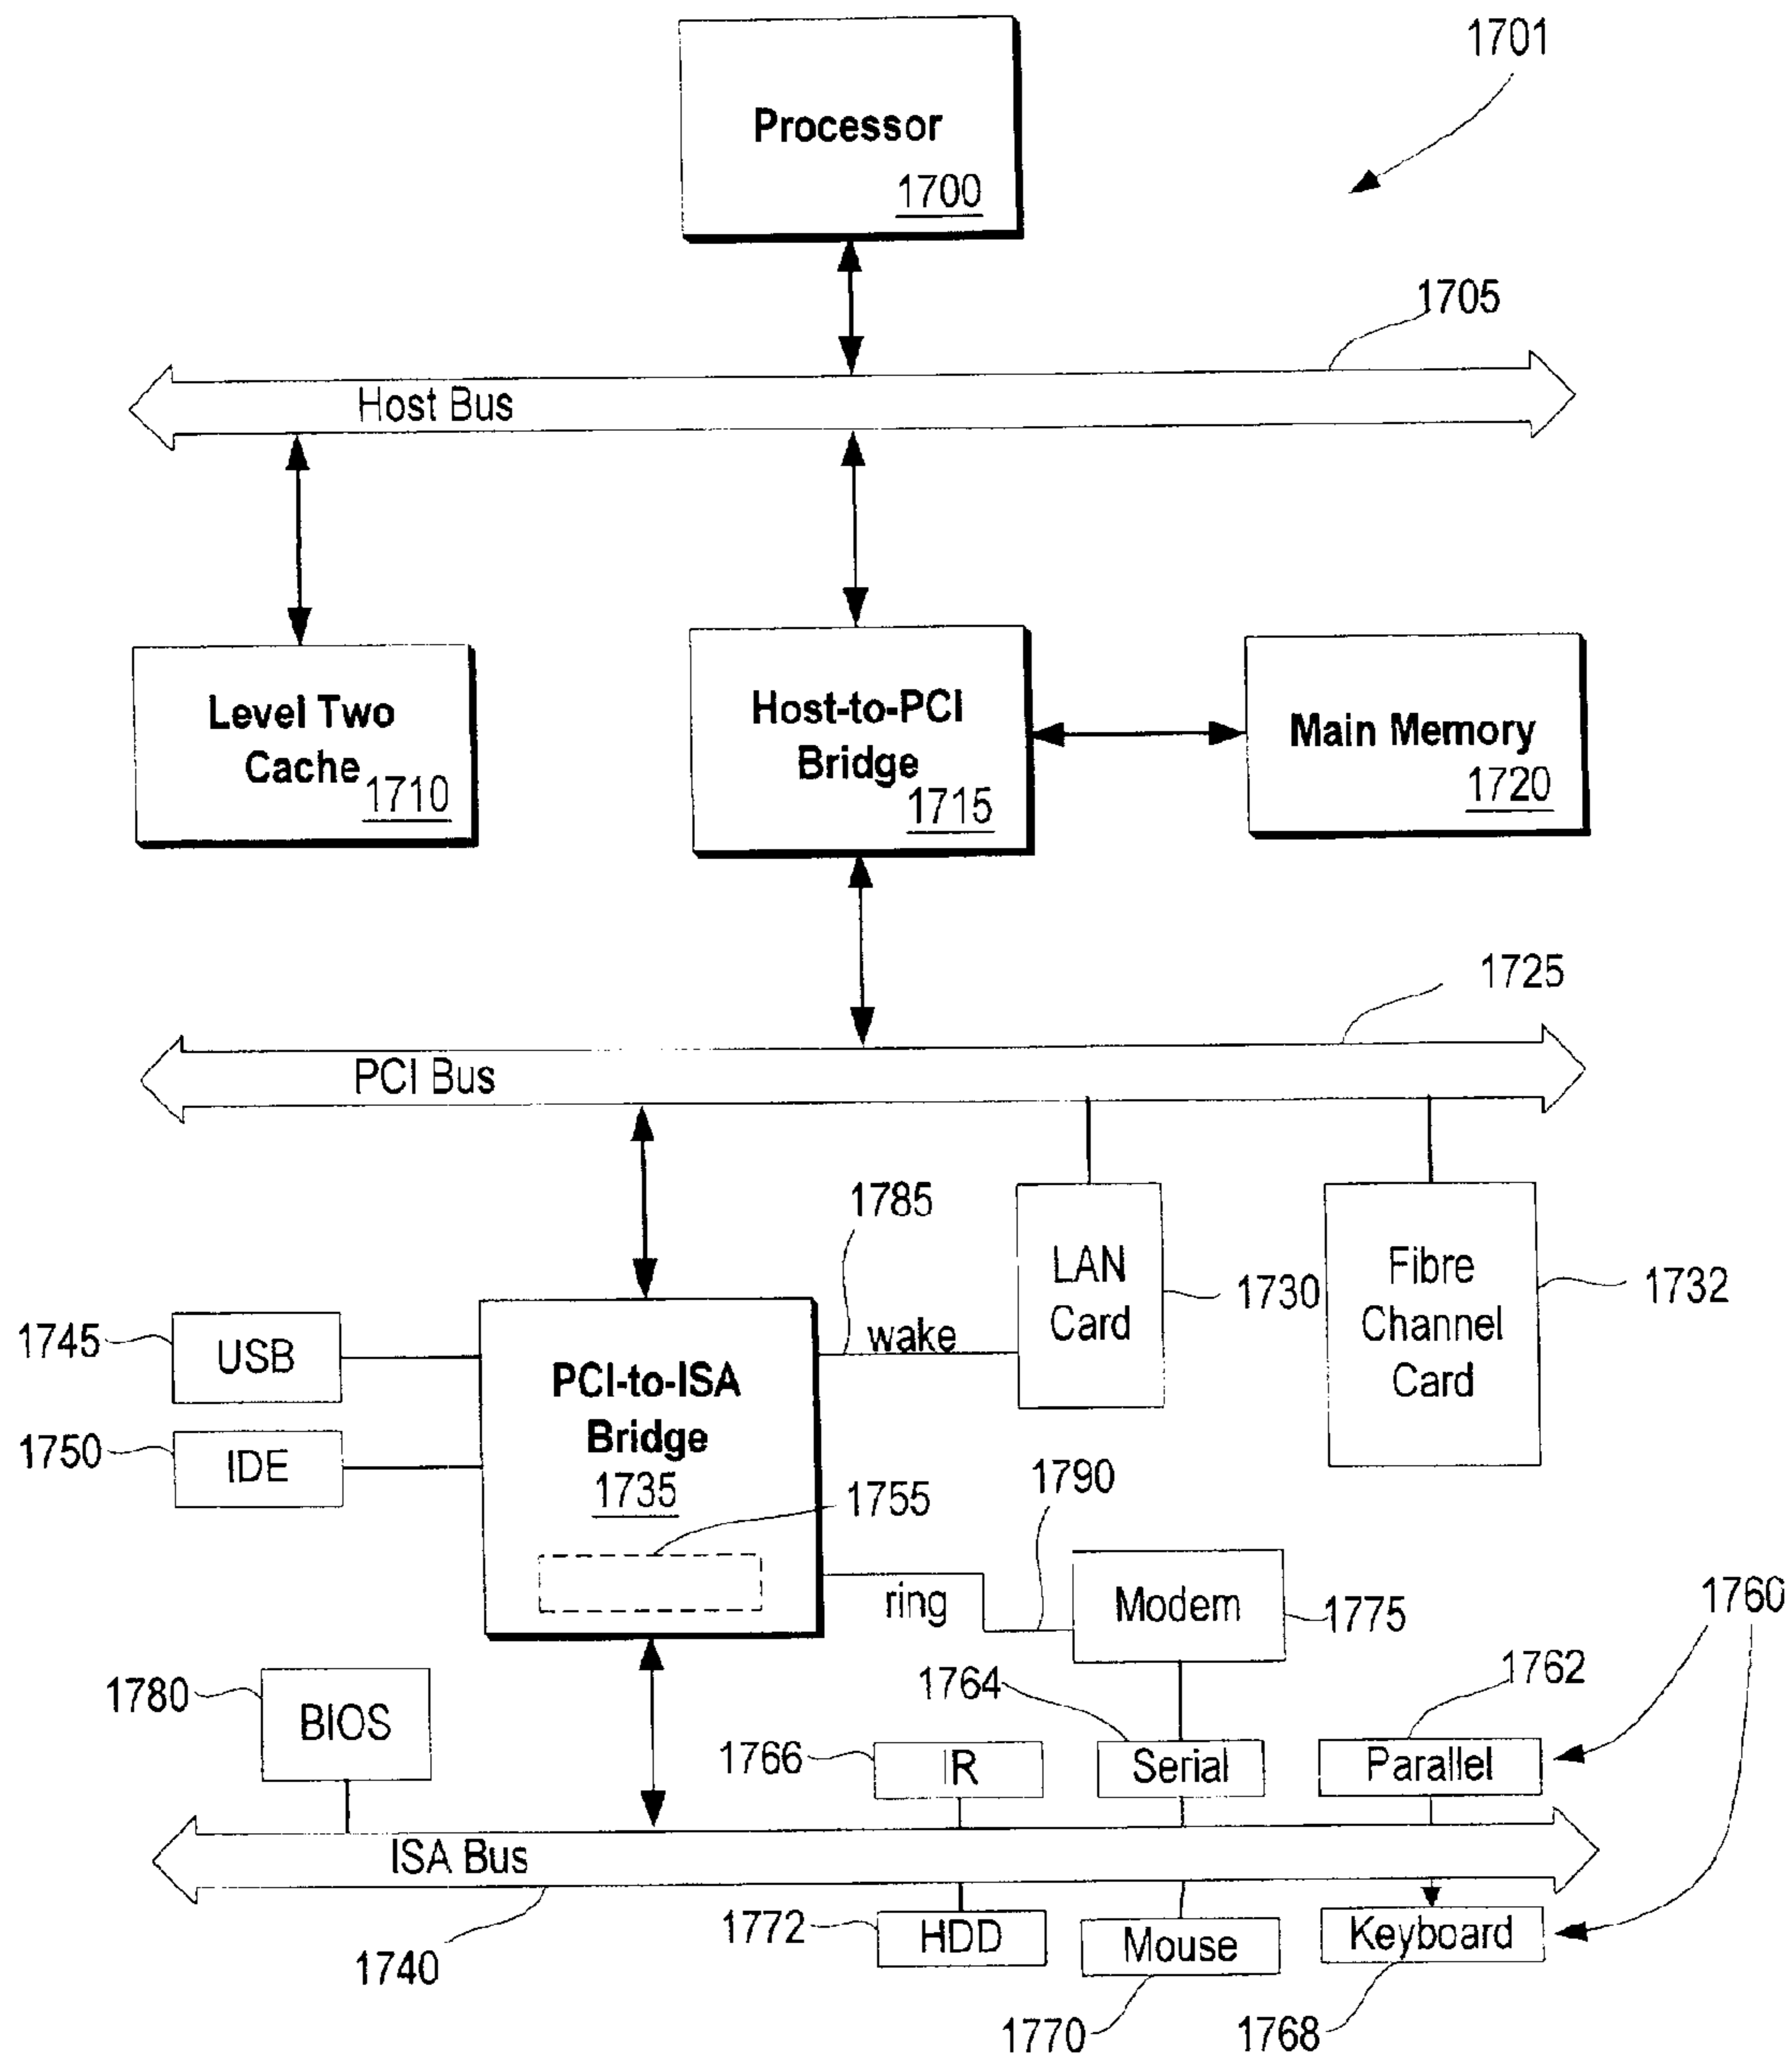 1701
Processor
1700
1705
Host Bus
Level Two
Cache
1710
Host-to-PCI
Bridge
1715
Main Memory
1720
1725
PCI Bus
1785
wake
LAN
Card
1730
Fibre
Channel
Card
1732
1745
USB
1750
IDE
PCI-to-ISA
Bridge
1735
1755
1790
ring
Modem
1775
1760
1780
BIOS
1764
1762
1766
IR
Serial
Parallel
ISA Bus
1740
1772
HDD
Mouse
Keyboard
1770
1768